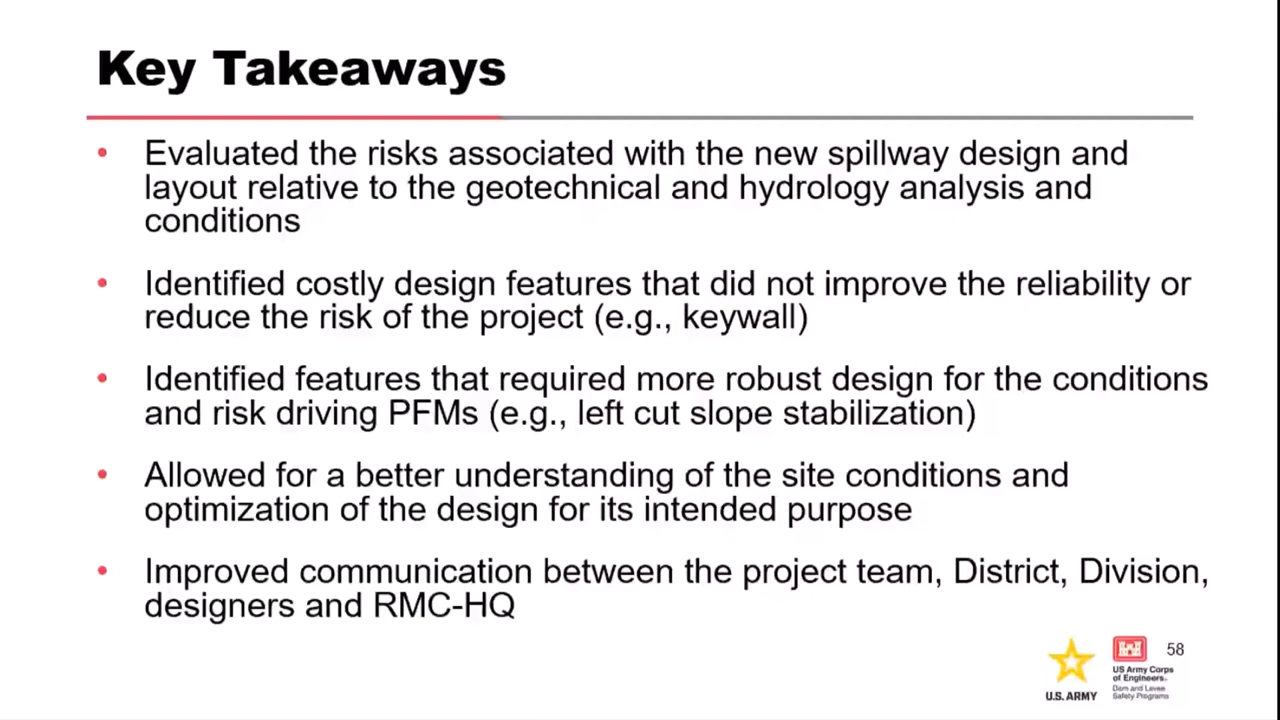 Key Takeaways
• Evaluated the risks associated with the new spillway design and
layout relative to the geotechnical and hydrology analysis and
conditions
• Identified costly design features that did not improve the reliability or
reduce the risk of the project (e.g., keywall)
• Identified features that required more robust design for the conditions
and risk driving PFMs (e.g., left cut slope stabilization)
• Allowed for a better understanding of the site conditions and
optimization of the design for its intended purpose
• Improved communication between the project team, District, Division,
designers and RMC-HQ
58
U.S. ARMY
US Army Corps
of Engineers.
Dam and Levee
Safety Programs